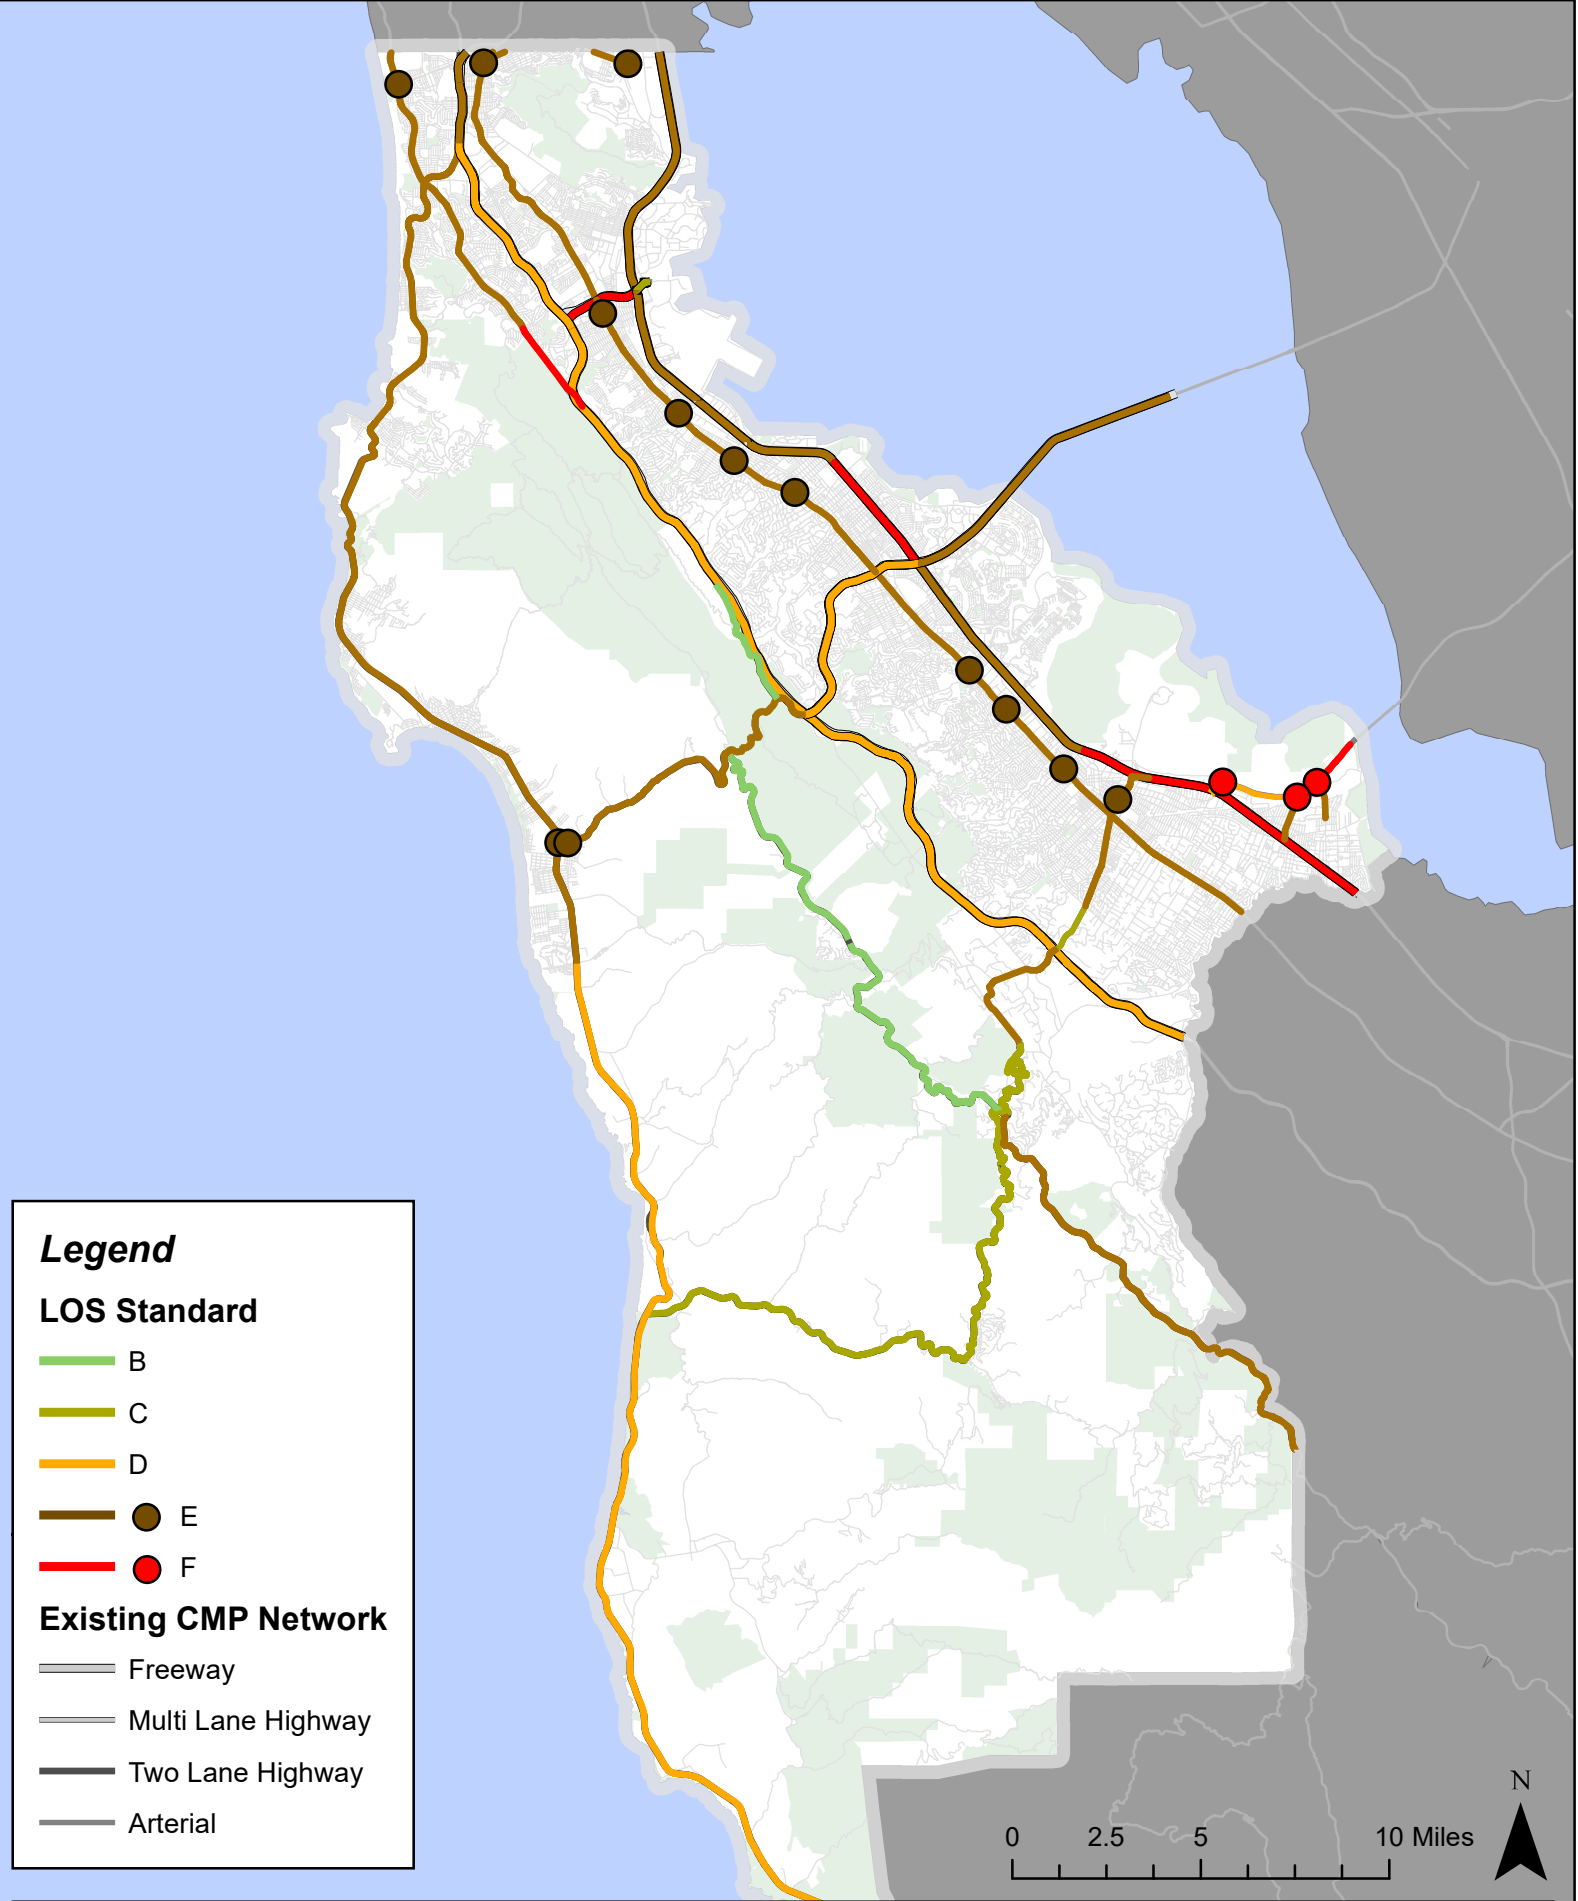 Legend
LOS Standard
B
C
D
E
F
Existing CMP Network
Freeway
Multi Lane Highway
Two Lane Highway
Arterial
N
0 2.5 5 10 Miles